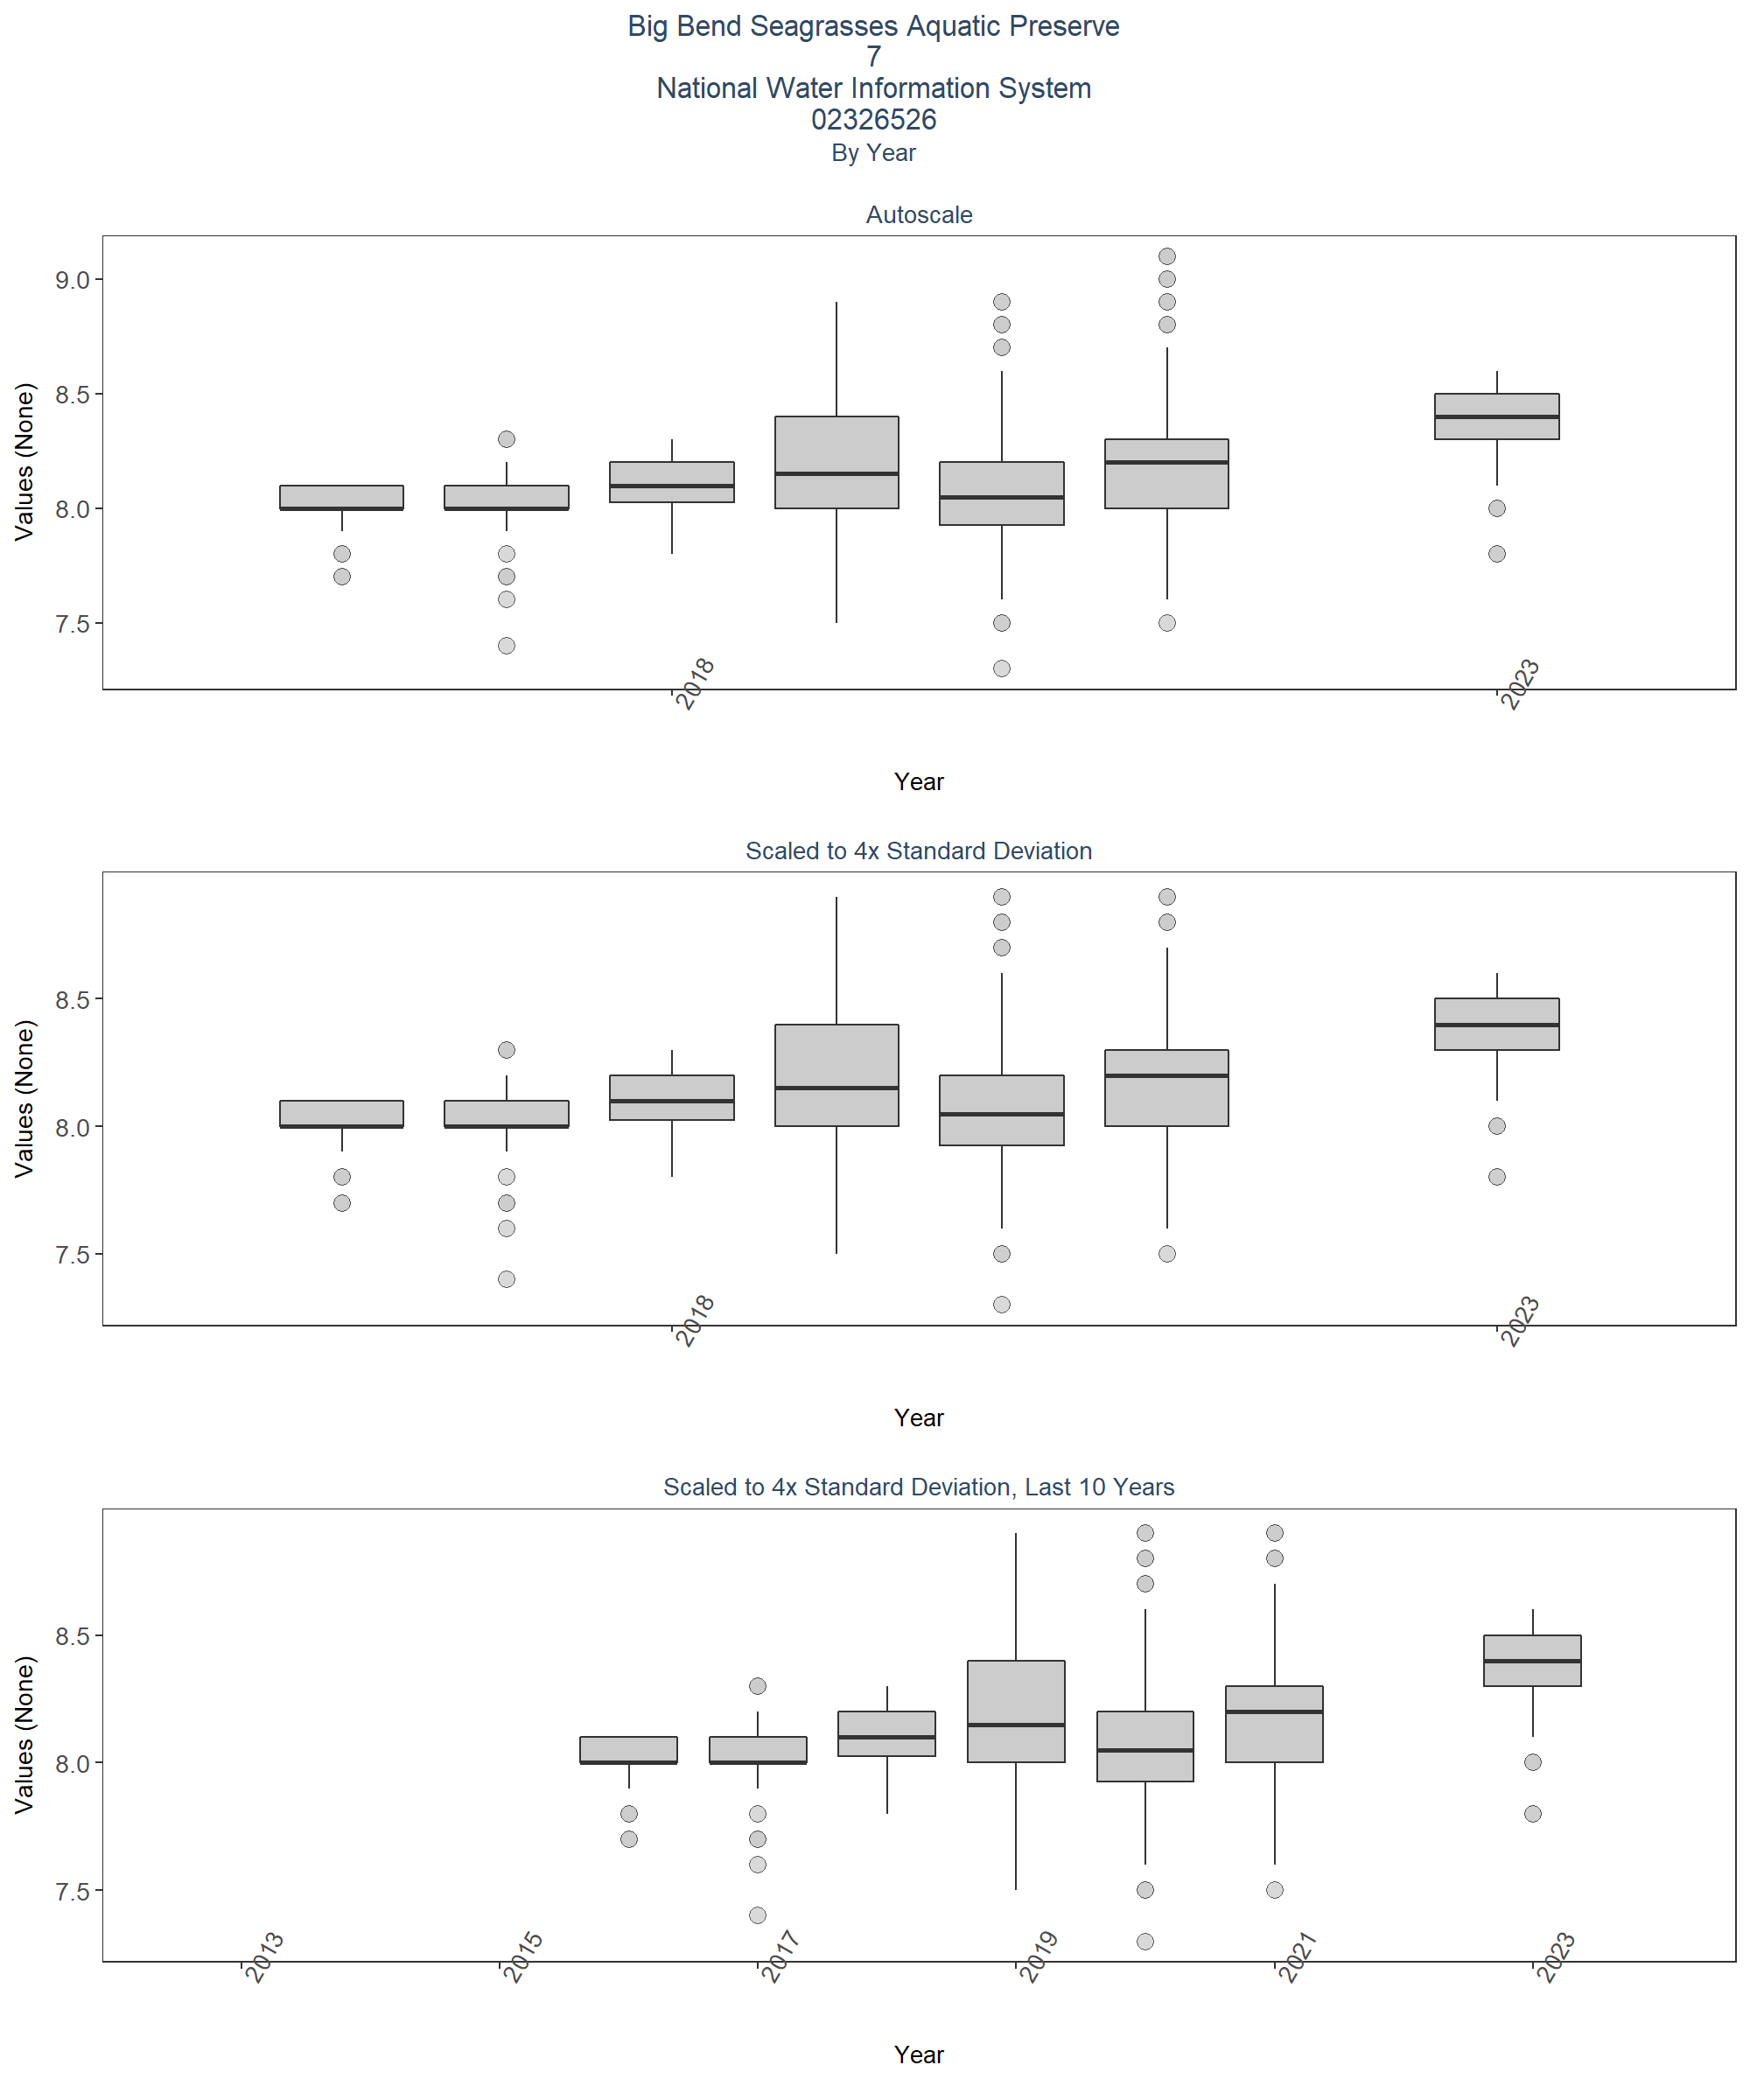 Big Bend Seagrasses Aquatic Preserve
7
National Water Information System
02326526
By Year
Autoscale
Values (None)
9.0
8.5
8.0
7.5
2018
2023
Year
Scaled to 4x Standard Deviation
Values (None)
8.5
8.0
7.5
2018
2023
Year
Scaled to 4x Standard Deviation, Last 10 Years
Values (None)
8.5
8.0
7.5
2013
2015
2017
2019
2021
2023
Year